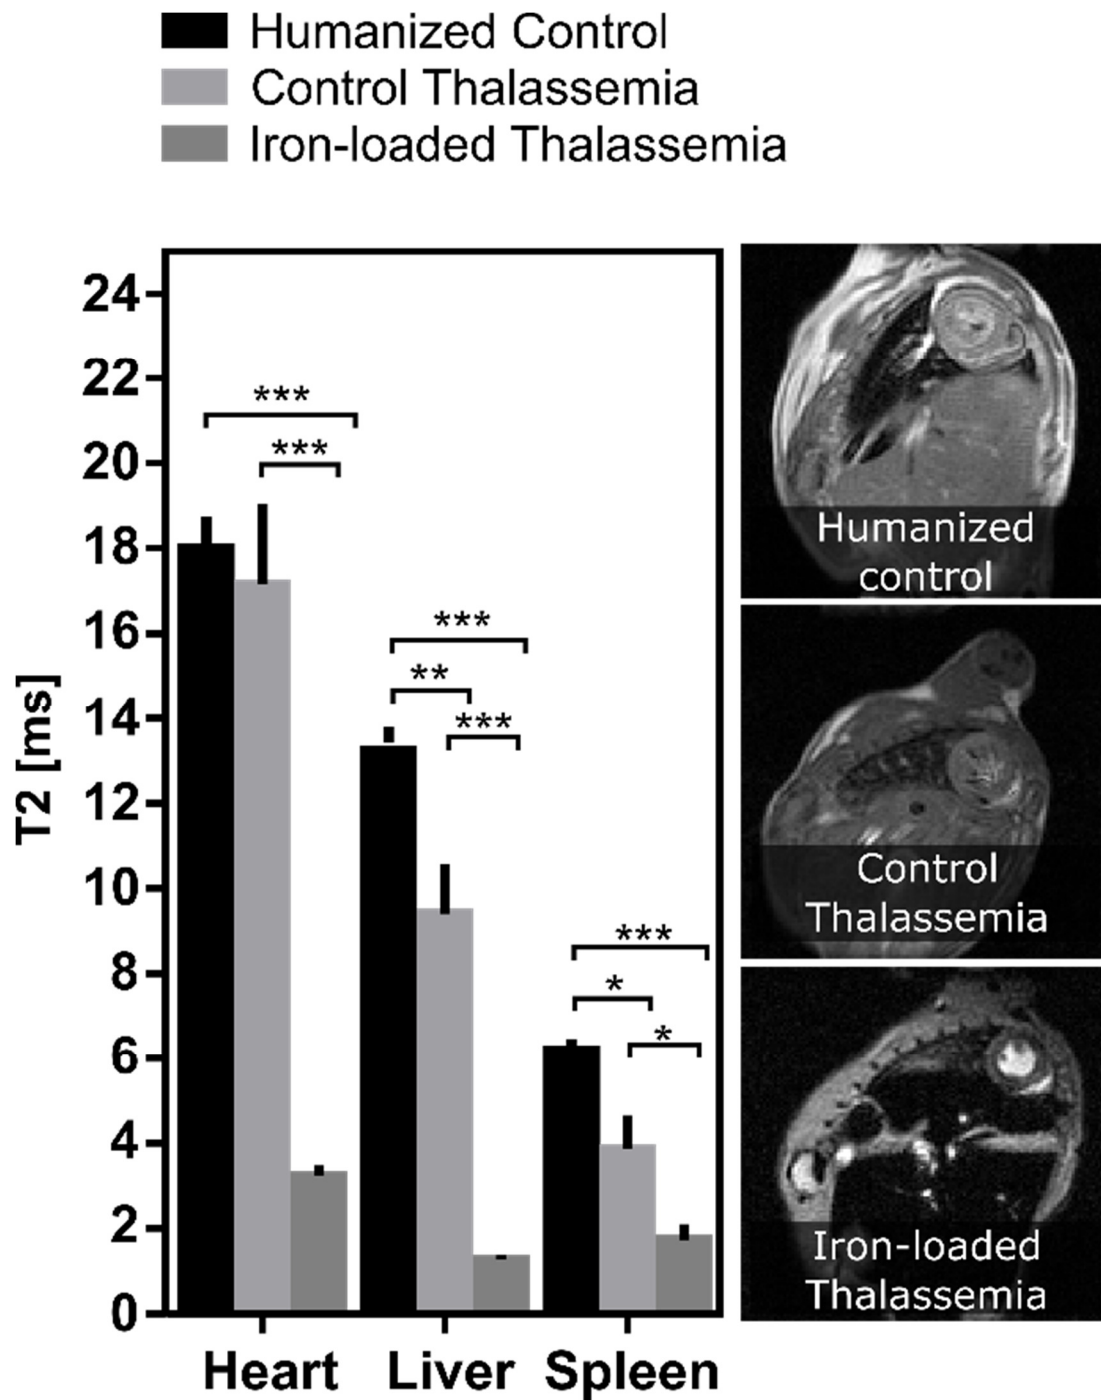 Humanized Control
Control Thalassemia
Iron-loaded Thalassemia
T2 [ms]
24
22
20
18
16
14
12
10
8
6
4
2
0
***
***
***
**
***
***
*
*
Heart
Liver
Spleen
Humanized
control
Control
Thalassemia
Iron-loaded
Thalassemia